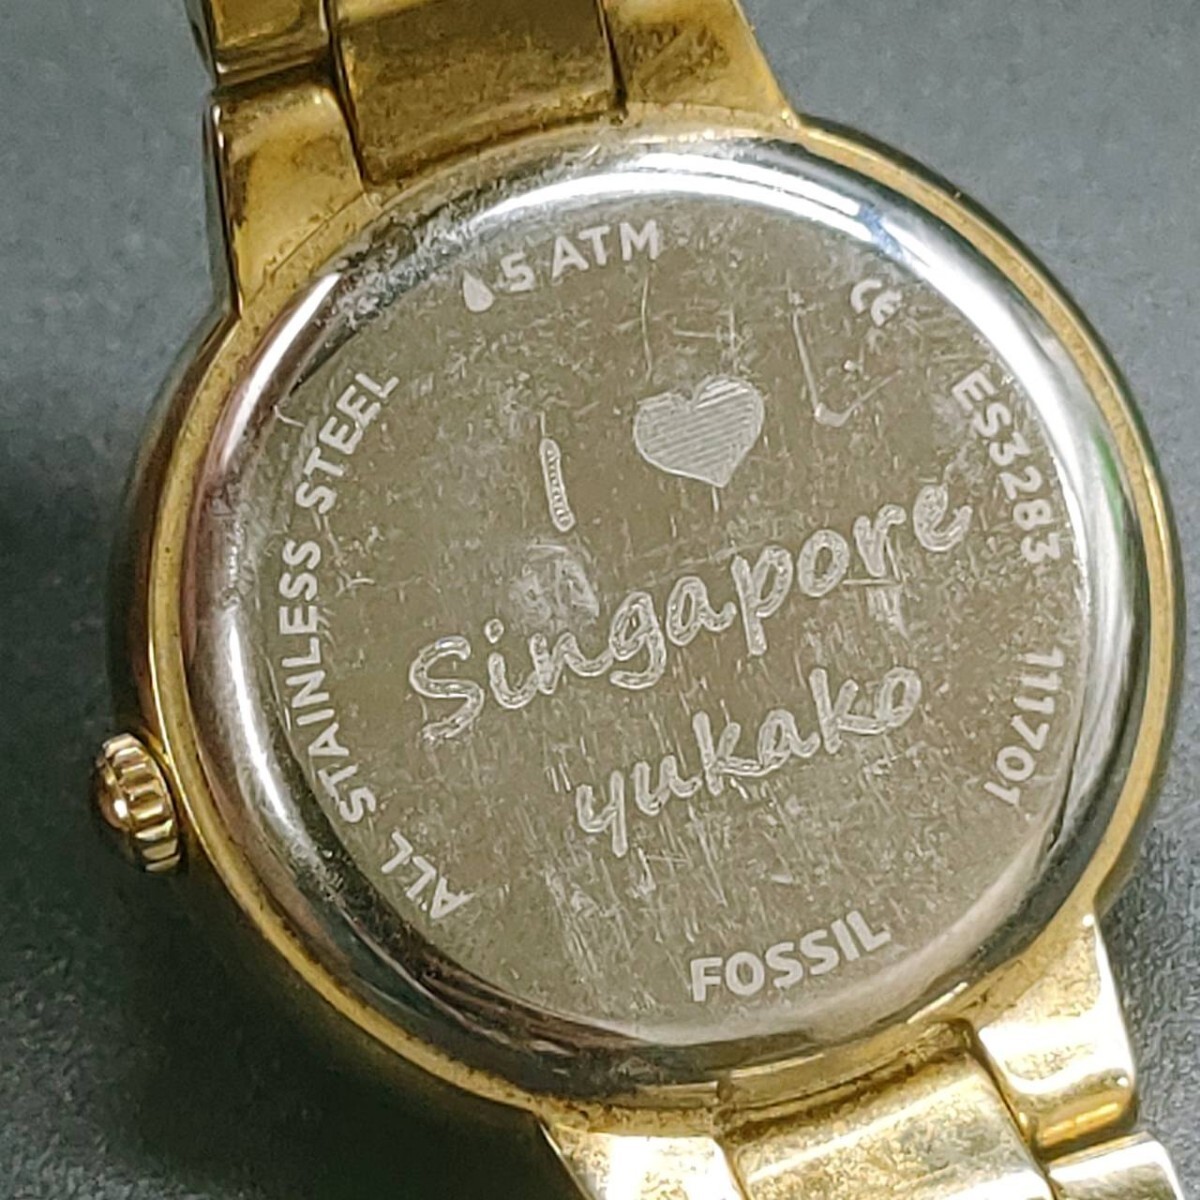 5 ATM
CE
ES3283
111701
FOSSIL
ALL STAINLESS STEEL
I ♥
Singapore
yukako